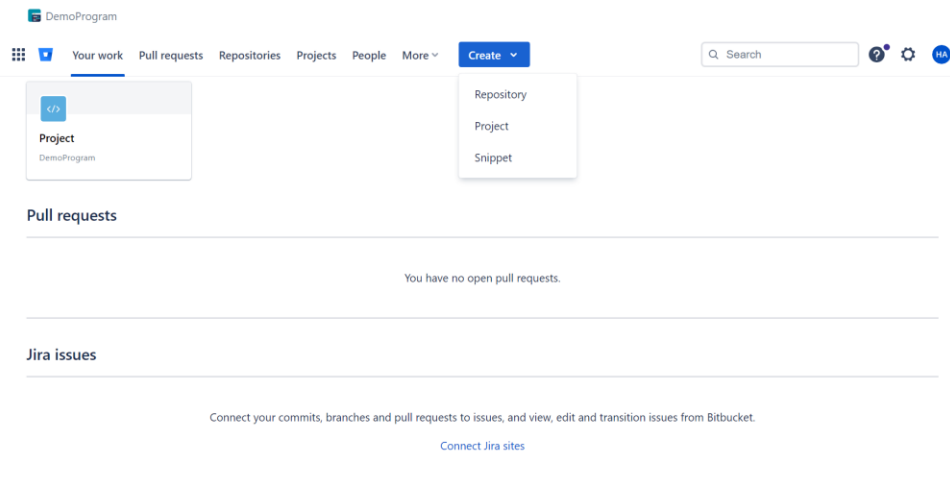 DemoProgram
Your work Pull requests Repositories Projects People More Create Search ? HA
Repository
Project
Snippet
</>
Project
DemoProgram
Pull requests
You have no open pull requests.
Jira issues
Connect your commits, branches and pull requests to issues, and view, edit and transition issues from Bitbucket.
Connect Jira sites